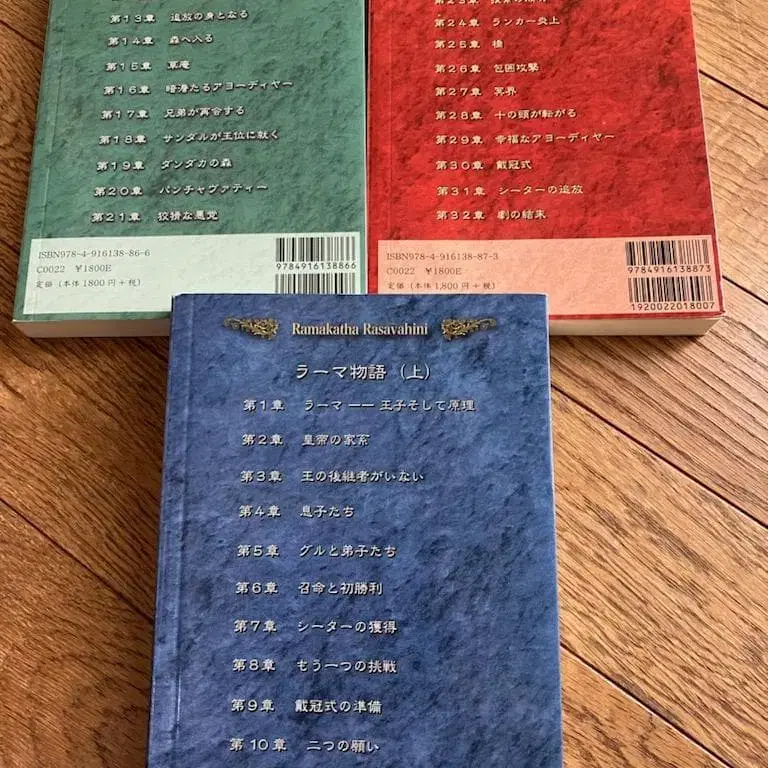 第13章 追放の身となる
第14章 森へ入る
第15章 草庵
第16章 暗澹たるアヨーディヤー
第17章 兄弟が再会する
第18章 サンダルが王位に就く
第19章 ダンダカの森
第20章 パンチャヴァティー
第21章 狡猾な悪党
ISBN978-4-916138-86-6
C0022 ¥1800E
定価(本体1800円+税)
9784916138866
第24章 ランカー炎上
第25章 橋
第26章 包囲攻撃
第27章 冥界
第28章 十の頭が転がる
第29章 幸福なアヨーディヤー
第30章 戴冠式
第31章 シーターの追放
第32章 劇の結末
ISBN978-4-916138-87-3
C0022 ¥1800E
定価(本体1,800円+税)
9784916138873
1920022018007
Ramakatha Rasavahini
ラーマ物語(上)
第1章 ラーマ ―― 王子そして原理
第2章 皇帝の家系
第3章 王の後継者がいない
第4章 息子たち
第5章 グルと弟子たち
第6章 召命と初勝利
第7章 シーターの獲得
第8章 もう一つの挑戦
第9章 戴冠式の準備
第10章 二つの願い